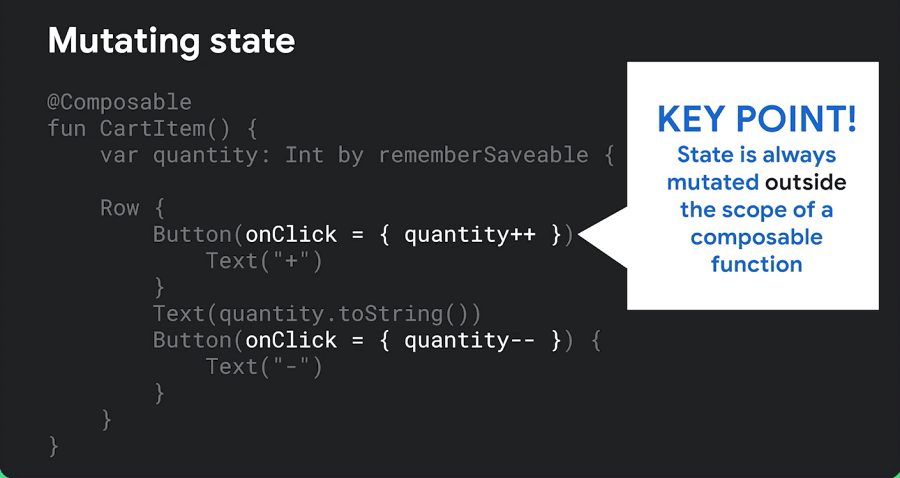 Mutating state
@Composable
fun CartItem() {
    var quantity: Int by rememberSaveable {
    Row {
        Button(onClick = { quantity++ })
            Text("+")
        }
        Text(quantity.toString())
        Button(onClick = { quantity-- }) {
            Text("-")
        }
    }
}
KEY POINT!
State is always
mutated outside
the scope of a
composable
function